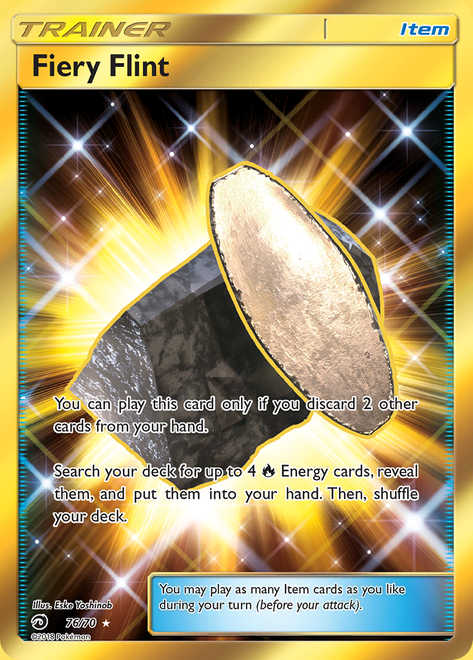 TRAINER
Item
Fiery Flint
You can play this card only if you discard 2 other
cards from your hand.
Search your deck for up to 4 Energy cards, reveal
them, and put them into your hand. Then, shuffle
your deck.
Illus. Eske Yoshinob
You may play as many Item cards as you like
during your turn (before your attack).
76/70
©2018 Pokémon